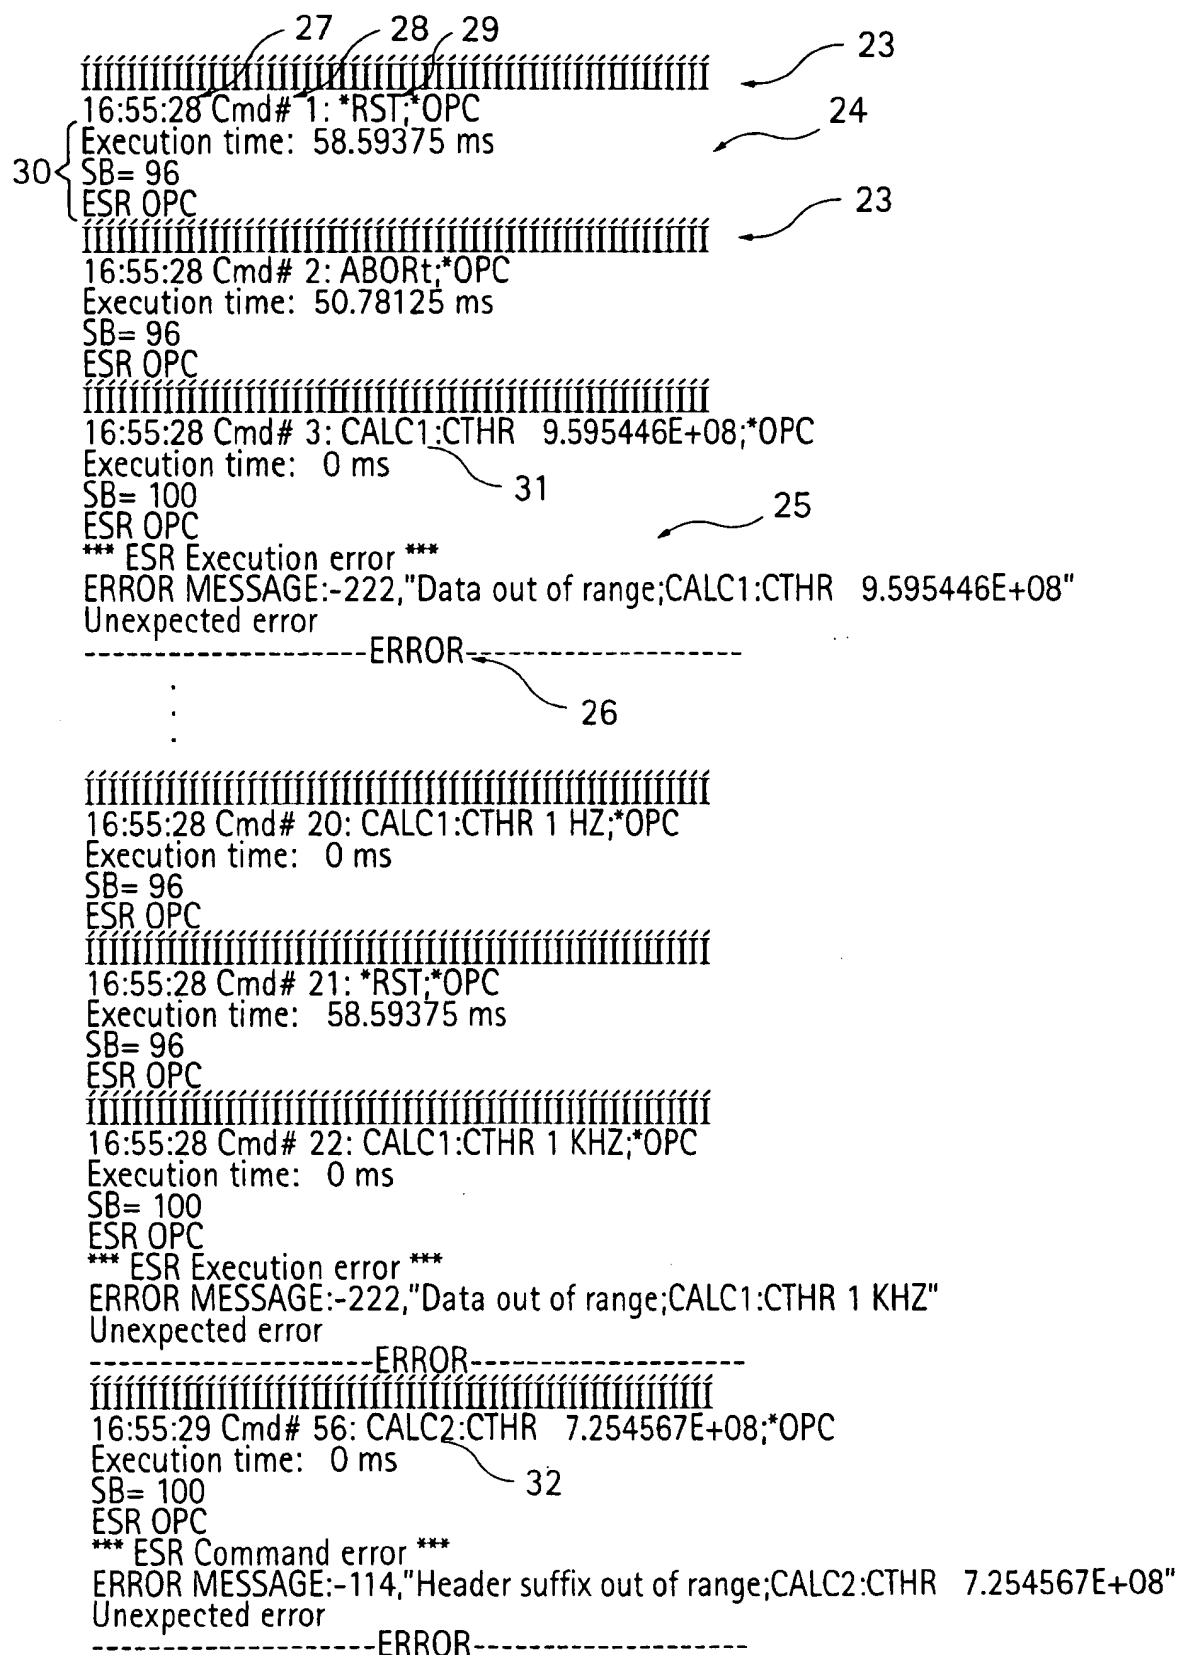 27 28 29
23
ÍÍÍÍÍÍÍÍÍÍÍÍÍÍÍÍÍÍÍÍÍÍÍÍÍÍÍÍÍÍÍÍÍÍÍÍÍÍÍÍÍÍÍÍÍÍÍ
16:55:28 Cmd# 1: *RST;*OPC
24
Execution time: 58.59375 ms
30
SB= 96
ESR OPC
23
ÍÍÍÍÍÍÍÍÍÍÍÍÍÍÍÍÍÍÍÍÍÍÍÍÍÍÍÍÍÍÍÍÍÍÍÍÍÍÍÍÍÍÍÍÍÍÍ
16:55:28 Cmd# 2: ABORt;*OPC
Execution time: 50.78125 ms
SB= 96
ESR OPC
ÍÍÍÍÍÍÍÍÍÍÍÍÍÍÍÍÍÍÍÍÍÍÍÍÍÍÍÍÍÍÍÍÍÍÍÍÍÍÍÍÍÍÍÍÍÍÍ
16:55:28 Cmd# 3: CALC1:CTHR 9.595446E+08;*OPC
Execution time: 0 ms
31
SB= 100
25
ESR OPC
*** ESR Execution error ***
ERROR MESSAGE:-222,"Data out of range;CALC1:CTHR 9.595446E+08"
Unexpected error
--------------------ERROR--------------------
26
.
.
.
ÍÍÍÍÍÍÍÍÍÍÍÍÍÍÍÍÍÍÍÍÍÍÍÍÍÍÍÍÍÍÍÍÍÍÍÍÍÍÍÍÍÍÍÍÍÍÍ
16:55:28 Cmd# 20: CALC1:CTHR 1 HZ;*OPC
Execution time: 0 ms
SB= 96
ESR OPC
ÍÍÍÍÍÍÍÍÍÍÍÍÍÍÍÍÍÍÍÍÍÍÍÍÍÍÍÍÍÍÍÍÍÍÍÍÍÍÍÍÍÍÍÍÍÍÍ
16:55:28 Cmd# 21: *RST;*OPC
Execution time: 58.59375 ms
SB= 96
ESR OPC
ÍÍÍÍÍÍÍÍÍÍÍÍÍÍÍÍÍÍÍÍÍÍÍÍÍÍÍÍÍÍÍÍÍÍÍÍÍÍÍÍÍÍÍÍÍÍÍ
16:55:28 Cmd# 22: CALC1:CTHR 1 KHZ;*OPC
Execution time: 0 ms
SB= 100
ESR OPC
*** ESR Execution error ***
ERROR MESSAGE:-222,"Data out of range;CALC1:CTHR 1 KHZ"
Unexpected error
--------------------ERROR--------------------
ÍÍÍÍÍÍÍÍÍÍÍÍÍÍÍÍÍÍÍÍÍÍÍÍÍÍÍÍÍÍÍÍÍÍÍÍÍÍÍÍÍÍÍÍÍÍÍ
16:55:29 Cmd# 56: CALC2:CTHR 7.254567E+08;*OPC
Execution time: 0 ms
32
SB= 100
ESR OPC
*** ESR Command error ***
ERROR MESSAGE:-114,"Header suffix out of range;CALC2:CTHR 7.254567E+08"
Unexpected error
--------------------ERROR--------------------